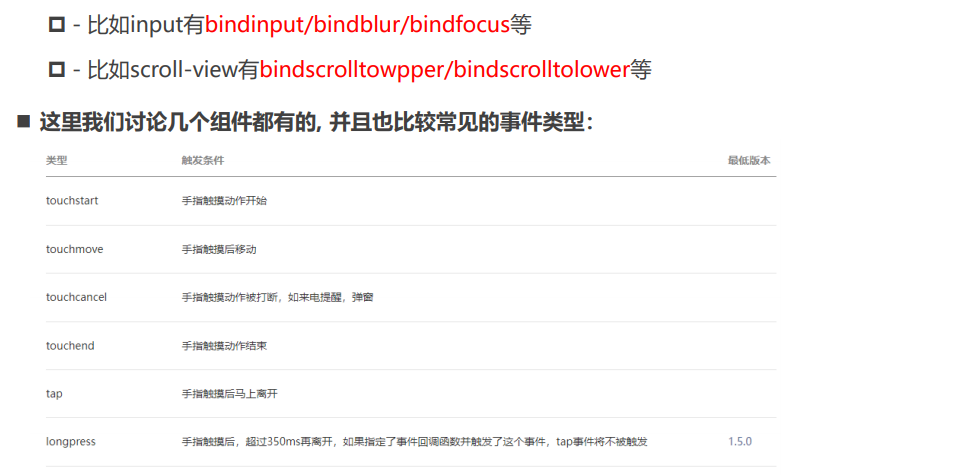 - 比如input有bindinput/bindblur/bindfocus等
- 比如scroll-view有bindscrolltowpper/bindscrolltolower等
这里我们讨论几个组件都有的, 并且也比较常见的事件类型：
类型 触发条件 最低版本
touchstart 手指触摸动作开始
touchmove 手指触摸后移动
touchcancel 手指触摸动作被打断，如来电提醒，弹窗
touchend 手指触摸动作结束
tap 手指触摸后马上离开
longpress 手指触摸后，超过350ms再离开，如果指定了事件回调函数并触发了这个事件，tap事件将不被触发 1.5.0